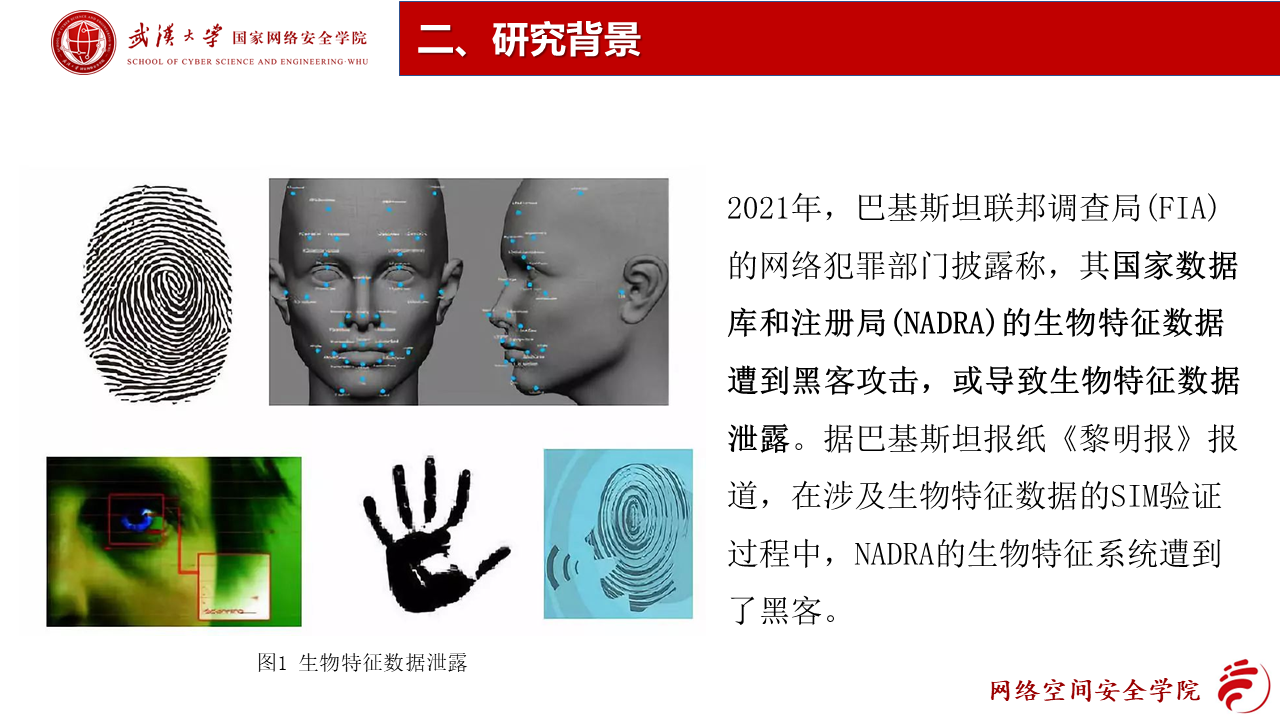 武汉大学 国家网络安全学院
SCHOOL OF CYBER SCIENCE AND ENGINEERING·WHU
二、研究背景
2021年，巴基斯坦联邦调查局(FIA)
的网络犯罪部门披露称，其国家数据
库和注册局(NADRA)的生物特征数据
遭到黑客攻击，或导致生物特征数据
泄露。据巴基斯坦报纸《黎明报》报
道，在涉及生物特征数据的SIM验证
过程中，NADRA的生物特征系统遭到
了黑客。
图1 生物特征数据泄露
网络空间安全学院